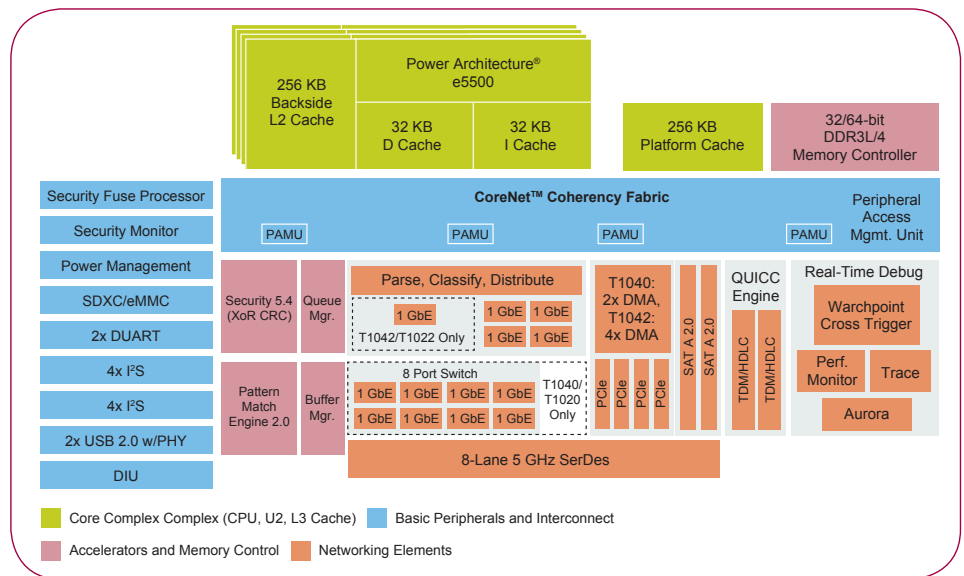 256 KB
Backside
L2 Cache
Power Architecture®
e5500
32 KB
D Cache
32 KB
I Cache
256 KB
Platform Cache
32/64-bit
DDR3L/4
Memory Controller
Security Fuse Processor
Security Monitor
Power Management
SDXC/eMMC
2x DUART
4x I²S
4x I²S
2x USB 2.0 w/PHY
DIU
CoreNet™ Coherency Fabric
PAMU
PAMU
PAMU
PAMU
Peripheral
Access
Mgmt. Unit
Security 5.4
(XoR CRC)
Queue
Mgr.
Parse, Classify, Distribute
1 GbE
T1042/T1022 Only
1 GbE
1 GbE
1 GbE
1 GbE
T1040:
2x DMA,
T1042:
4x DMA
SAT A 2.0
SAT A 2.0
QUICC
Engine
TDM/HDLC
TDM/HDLC
Real-Time Debug
Warchpoint
Cross Trigger
Perf.
Monitor
Trace
Aurora
Pattern
Match
Engine 2.0
Buffer
Mgr.
8 Port Switch
1 GbE
1 GbE
1 GbE
1 GbE
1 GbE
1 GbE
1 GbE
1 GbE
T1040/
T1020
Only
PCIe
PCIe
PCIe
PCIe
8-Lane 5 GHz SerDes
Core Complex Complex (CPU, U2, L3 Cache)
Basic Peripherals and Interconnect
Accelerators and Memory Control
Networking Elements